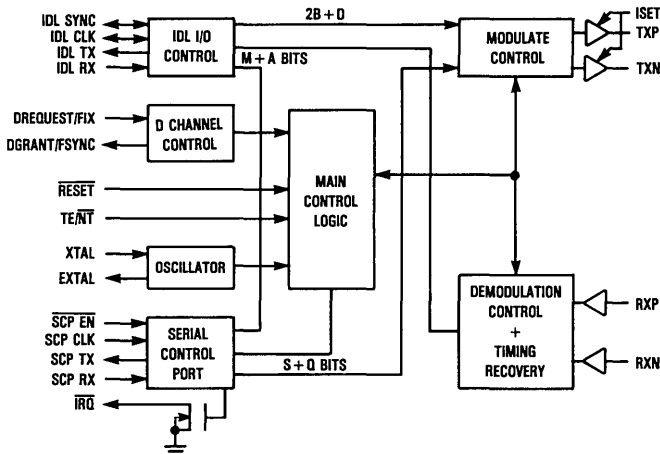 IDL SYNC
IDL CLK
IDL TX
IDL RX
IDL I/O
CONTROL
2B + D
M + A BITS
MODULATE
CONTROL
ISET
TXP
TXN
DREQUEST/FIX
DGRANT/FSYNC
D CHANNEL
CONTROL
RESET
TE/NT
MAIN
CONTROL
LOGIC
XTAL
EXTAL
OSCILLATOR
DEMODULATION
CONTROL
+
TIMING
RECOVERY
RXP
RXN
SCP EN
SCP CLK
SCP TX
SCP RX
SERIAL
CONTROL
PORT
S + Q BITS
IRQ